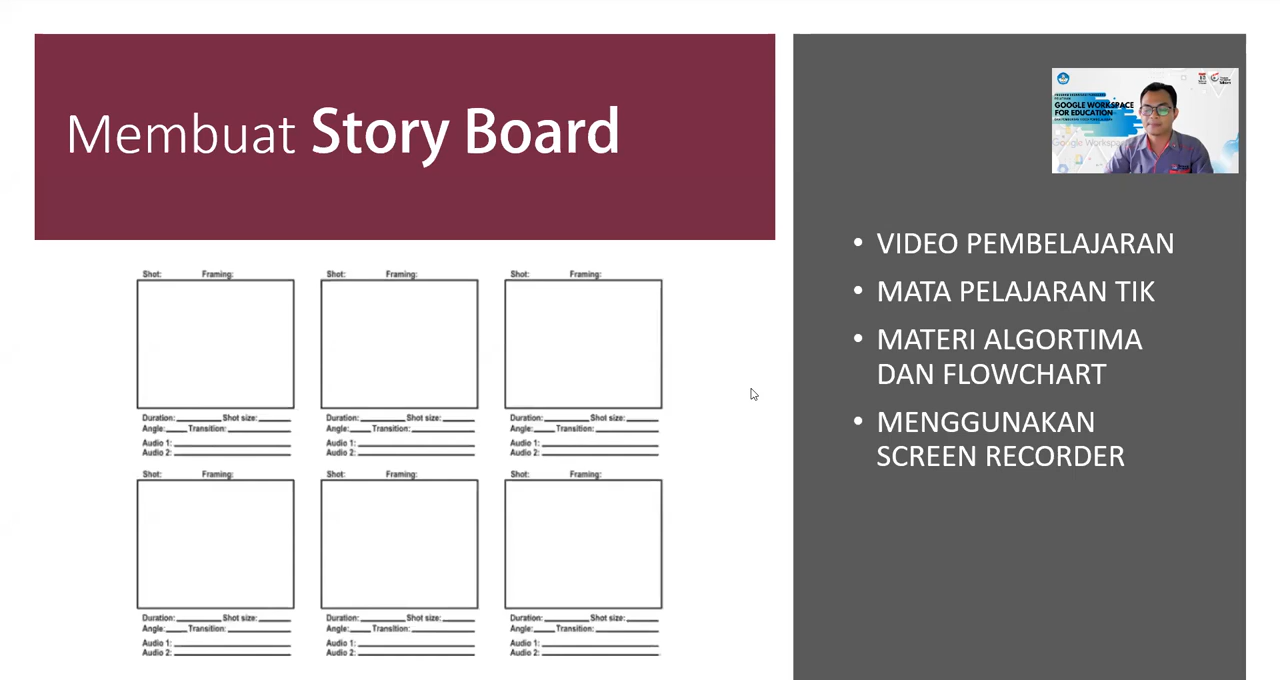 Membuat Story Board
GOOGLE WORKSPACE
FOR EDUCATION
Google Workspace
• VIDEO PEMBELAJARAN
• MATA PELAJARAN TIK
• MATERI ALGORTIMA
DAN FLOWCHART
• MENGGUNAKAN
SCREEN RECORDER
Shot: Framing: Shot: Framing: Shot: Framing:
Duration: Shot size: Duration: Shot size: Duration: Shot size:
Angle: Transition: Angle: Transition: Angle: Transition:
Audio 1: Audio 1: Audio 1:
Audio 2: Audio 2: Audio 2:
Shot: Framing: Shot: Framing: Shot: Framing:
Duration: Shot size: Duration: Shot size: Duration: Shot size:
Angle: Transition: Angle: Transition: Angle: Transition:
Audio 1: Audio 1: Audio 1:
Audio 2: Audio 2: Audio 2: